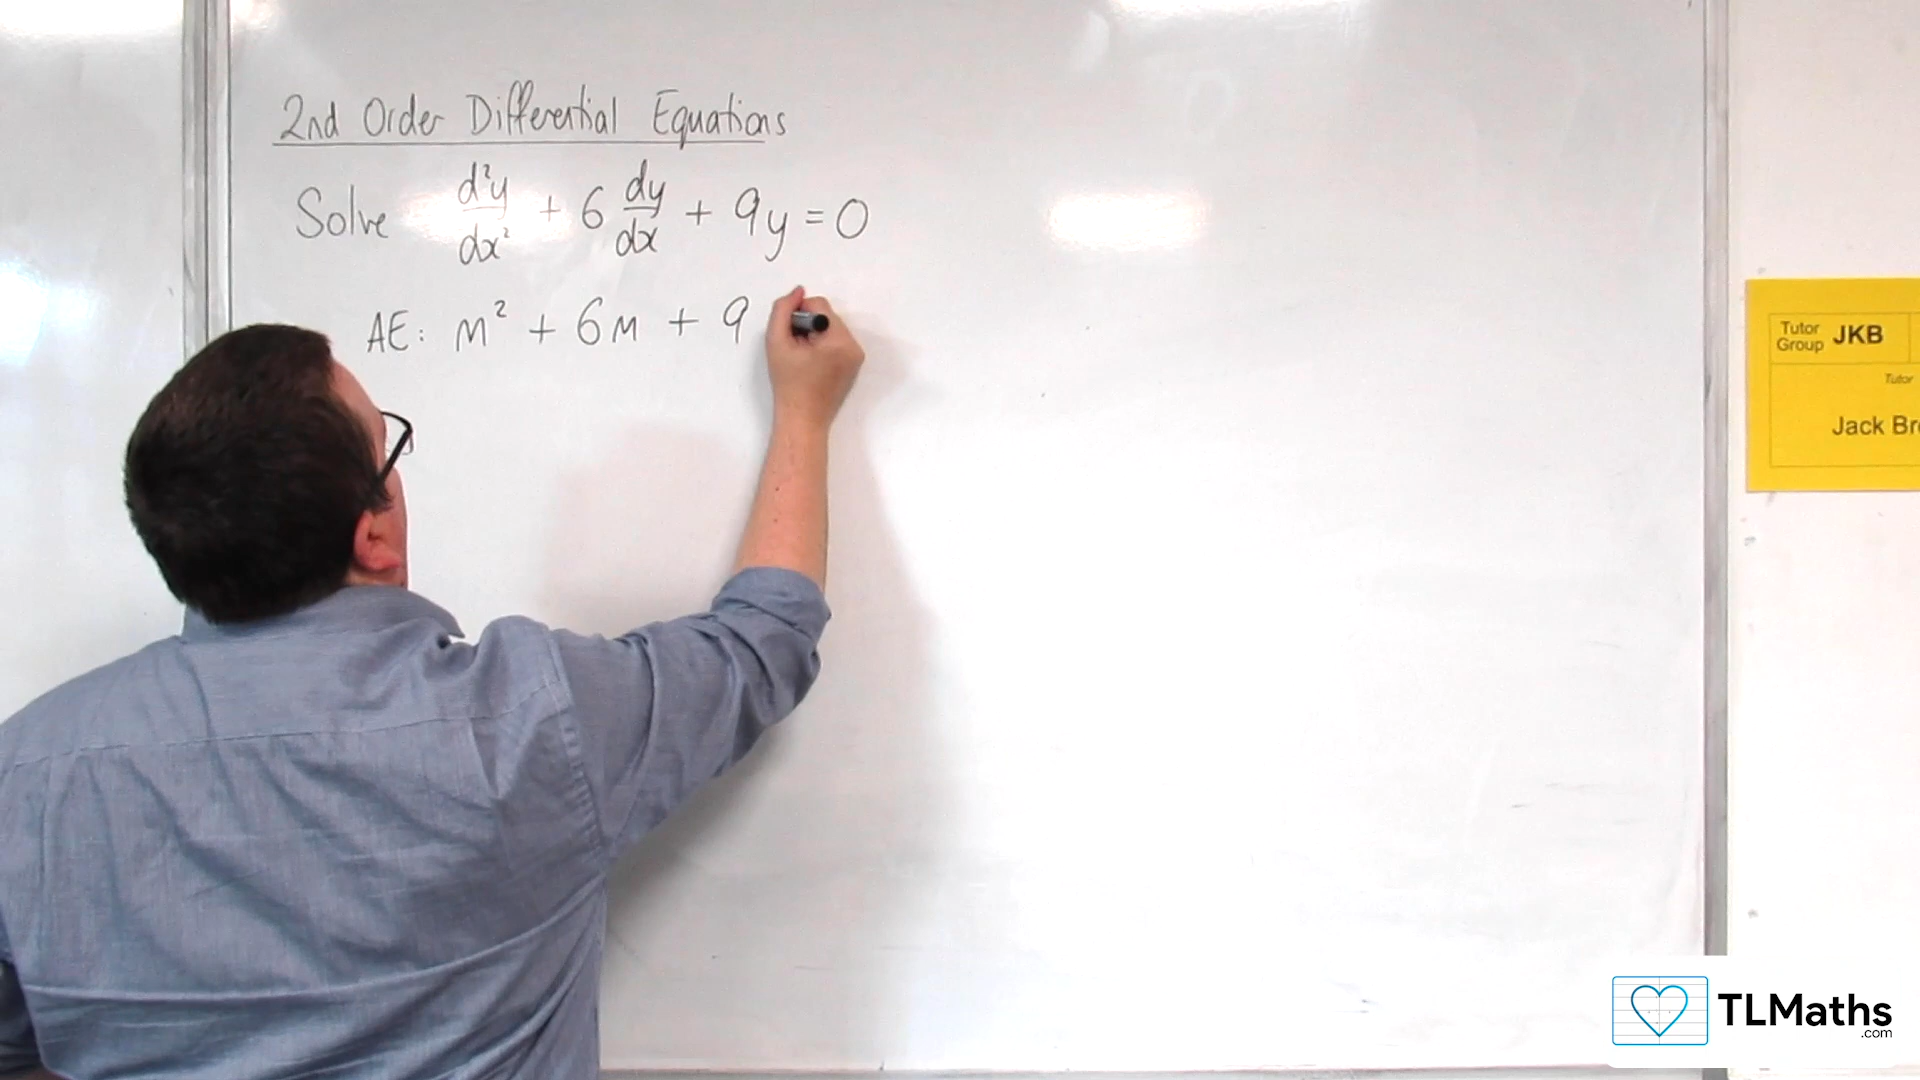 2nd Order Differential Equations
Solve d²y/dx² + 6 dy/dx + 9y = 0
AE: m² + 6m + 9
Tutor Group JKB
Tutor
Jack
TLMaths
.com